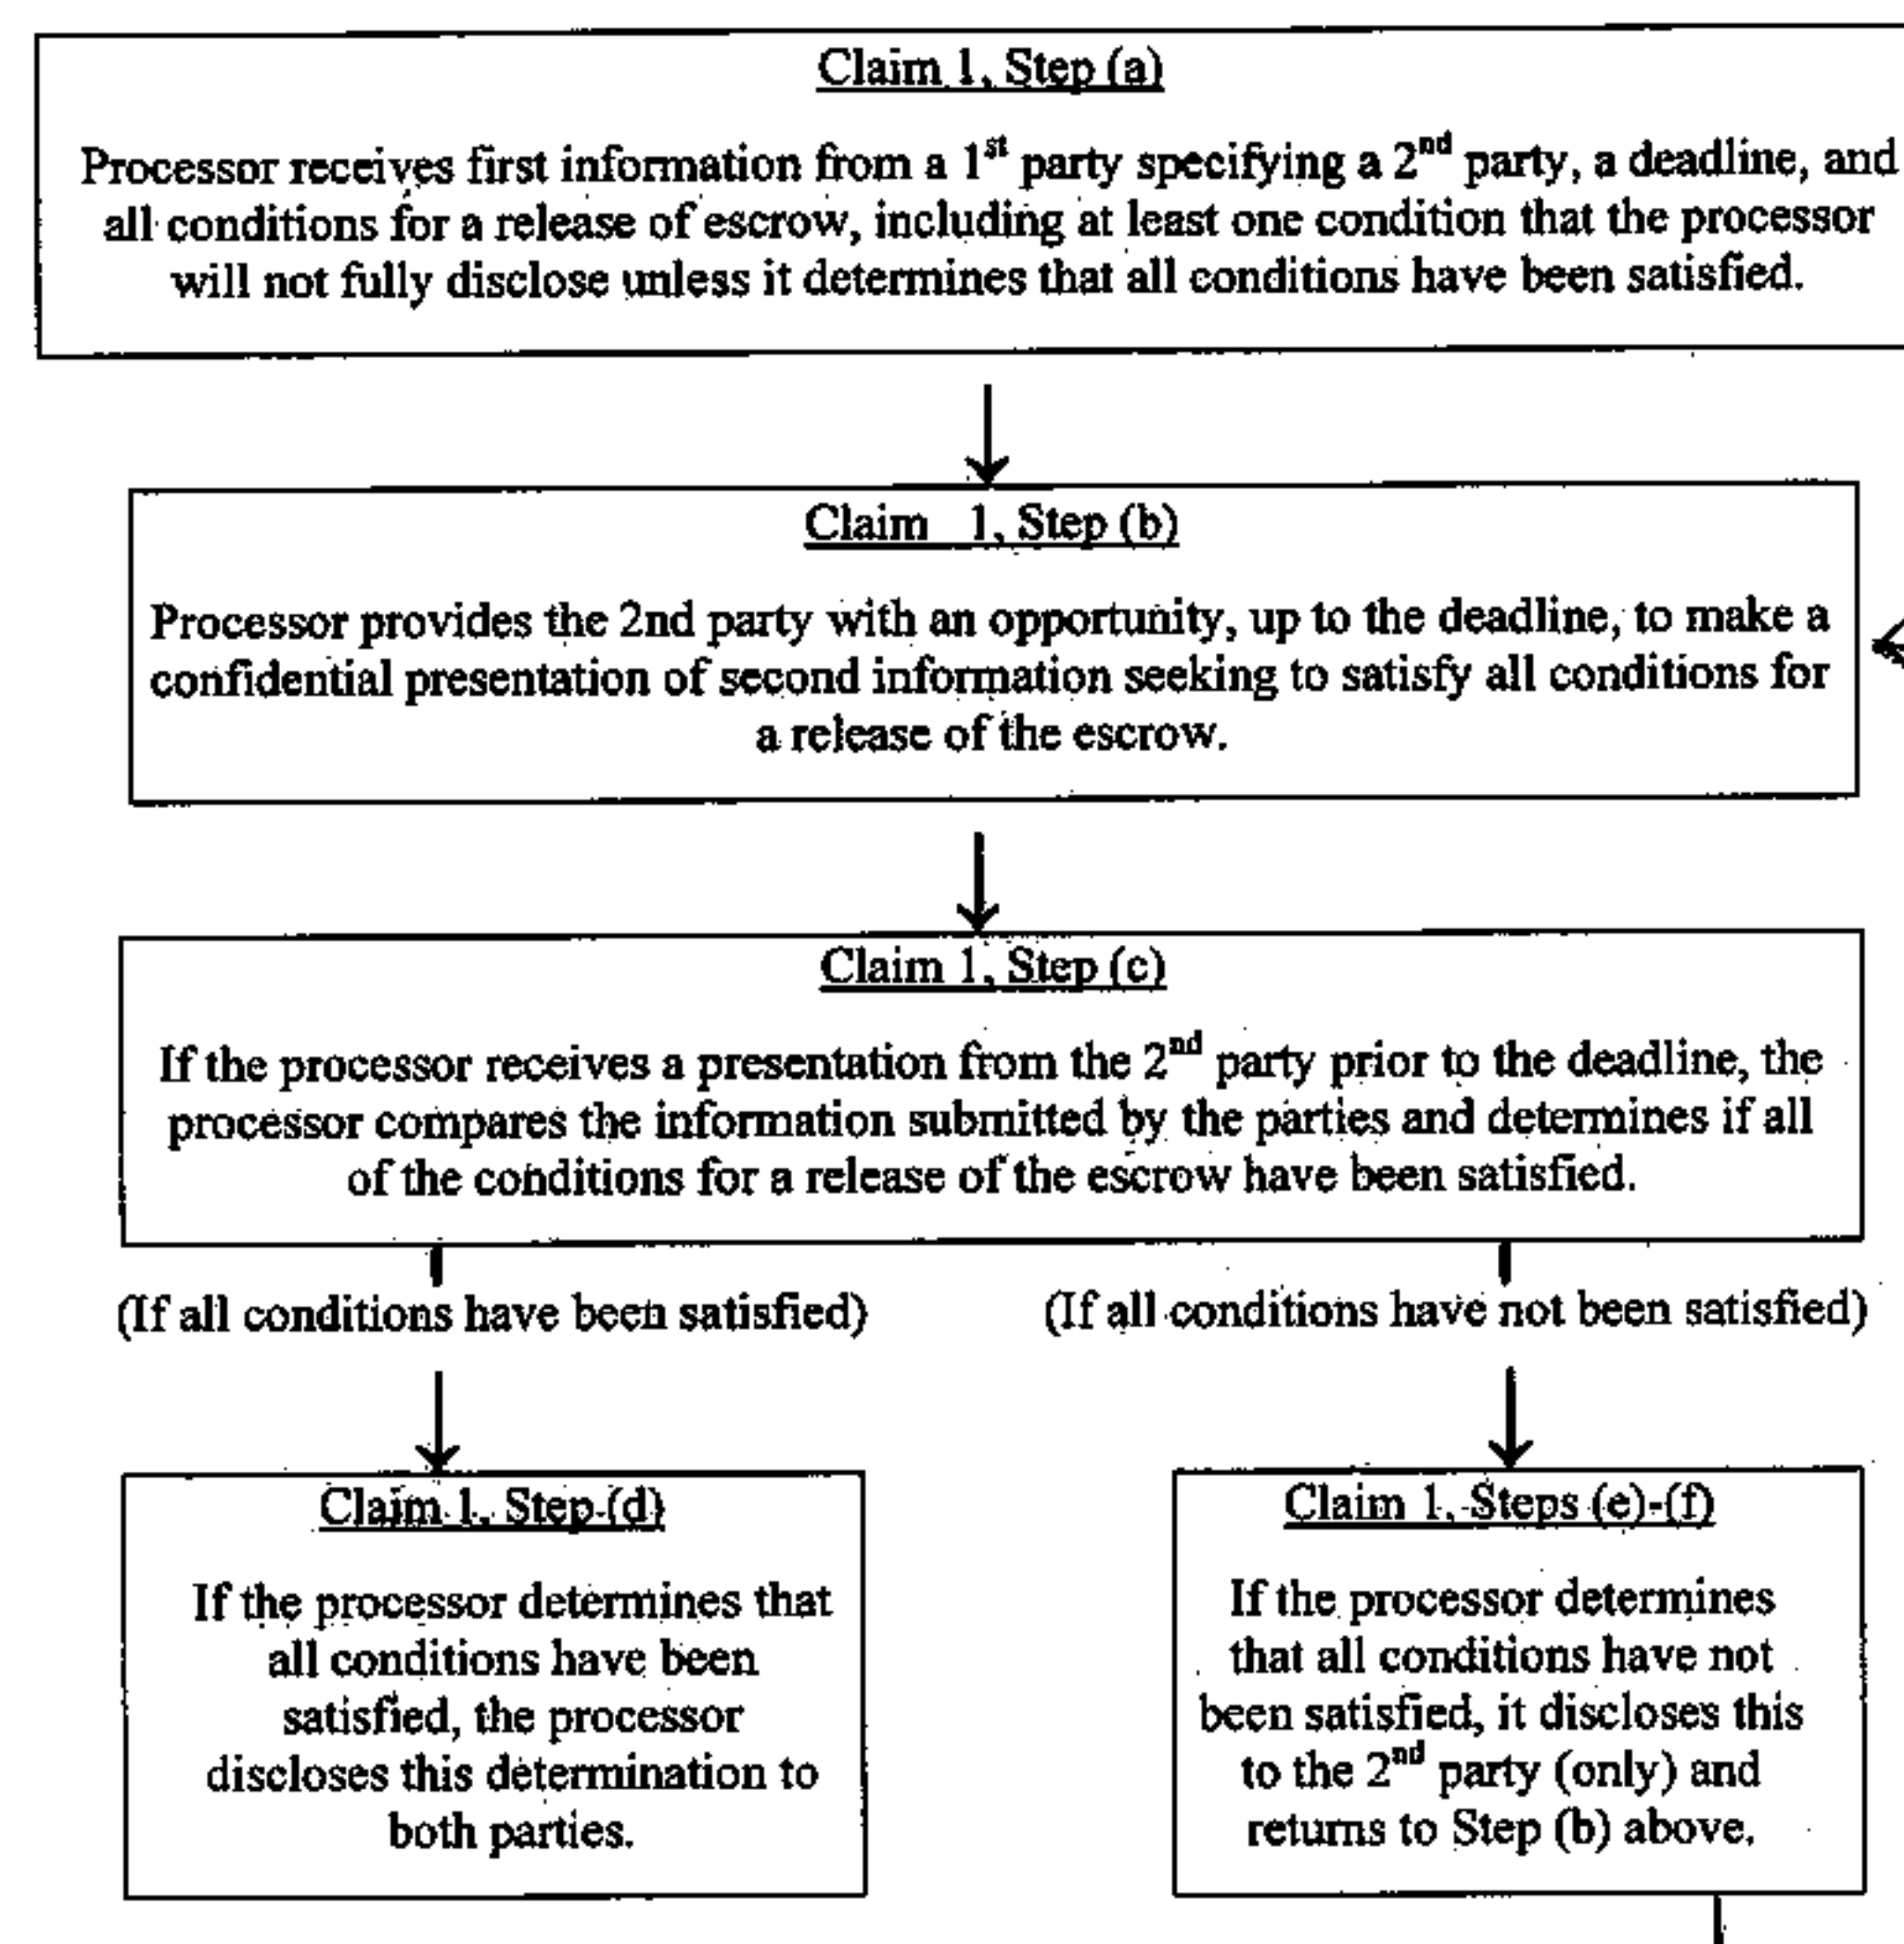 Claim 1, Step (a)
Processor receives first information from a 1st party specifying a 2nd party, a deadline, and
all conditions for a release of escrow, including at least one condition that the processor
will not fully disclose unless it determines that all conditions have been satisfied.
Claim 1, Step (b)
Processor provides the 2nd party with an opportunity, up to the deadline, to make a
confidential presentation of second information seeking to satisfy all conditions for
a release of the escrow.
Claim 1, Step (c)
If the processor receives a presentation from the 2nd party prior to the deadline, the
processor compares the information submitted by the parties and determines if all
of the conditions for a release of the escrow have been satisfied.
(If all conditions have been satisfied)
(If all conditions have not been satisfied)
Claim 1, Step (d)
If the processor determines that
all conditions have been
satisfied, the processor
discloses this determination to
both parties.
Claim 1, Steps (e)-(f)
If the processor determines
that all conditions have not
been satisfied, it discloses this
to the 2nd party (only) and
returns to Step (b) above.